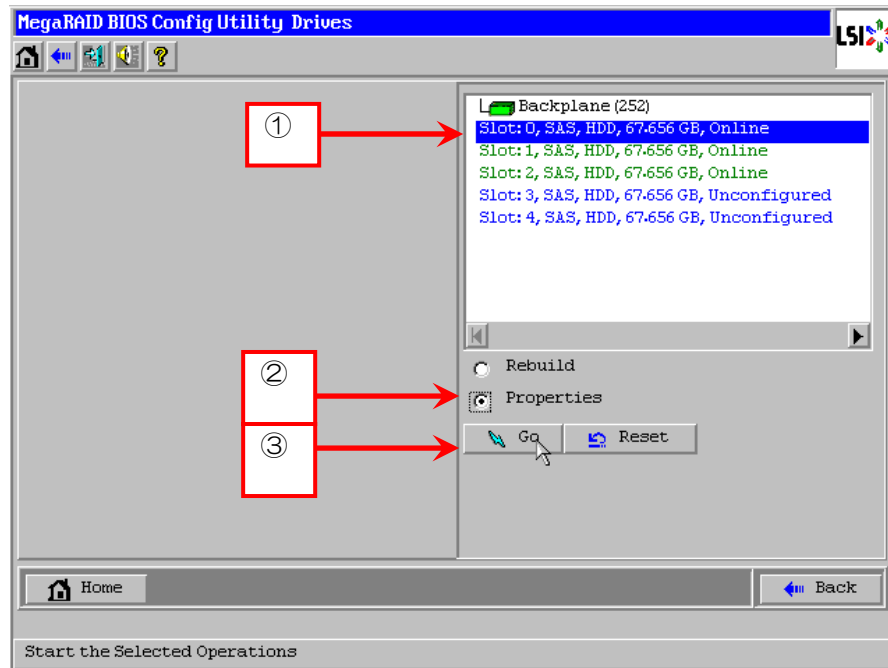 MegaRAID BIOS Config Utility Drives
LSI
①
Backplane (252)
Slot: 0, SAS, HDD, 67.656 GB, Online
Slot: 1, SAS, HDD, 67.656 GB, Online
Slot: 2, SAS, HDD, 67.656 GB, Online
Slot: 3, SAS, HDD, 67.656 GB, Unconfigured
Slot: 4, SAS, HDD, 67.656 GB, Unconfigured
Rebuild
②
Properties
③
Go
Reset
Home
Back
Start the Selected Operations